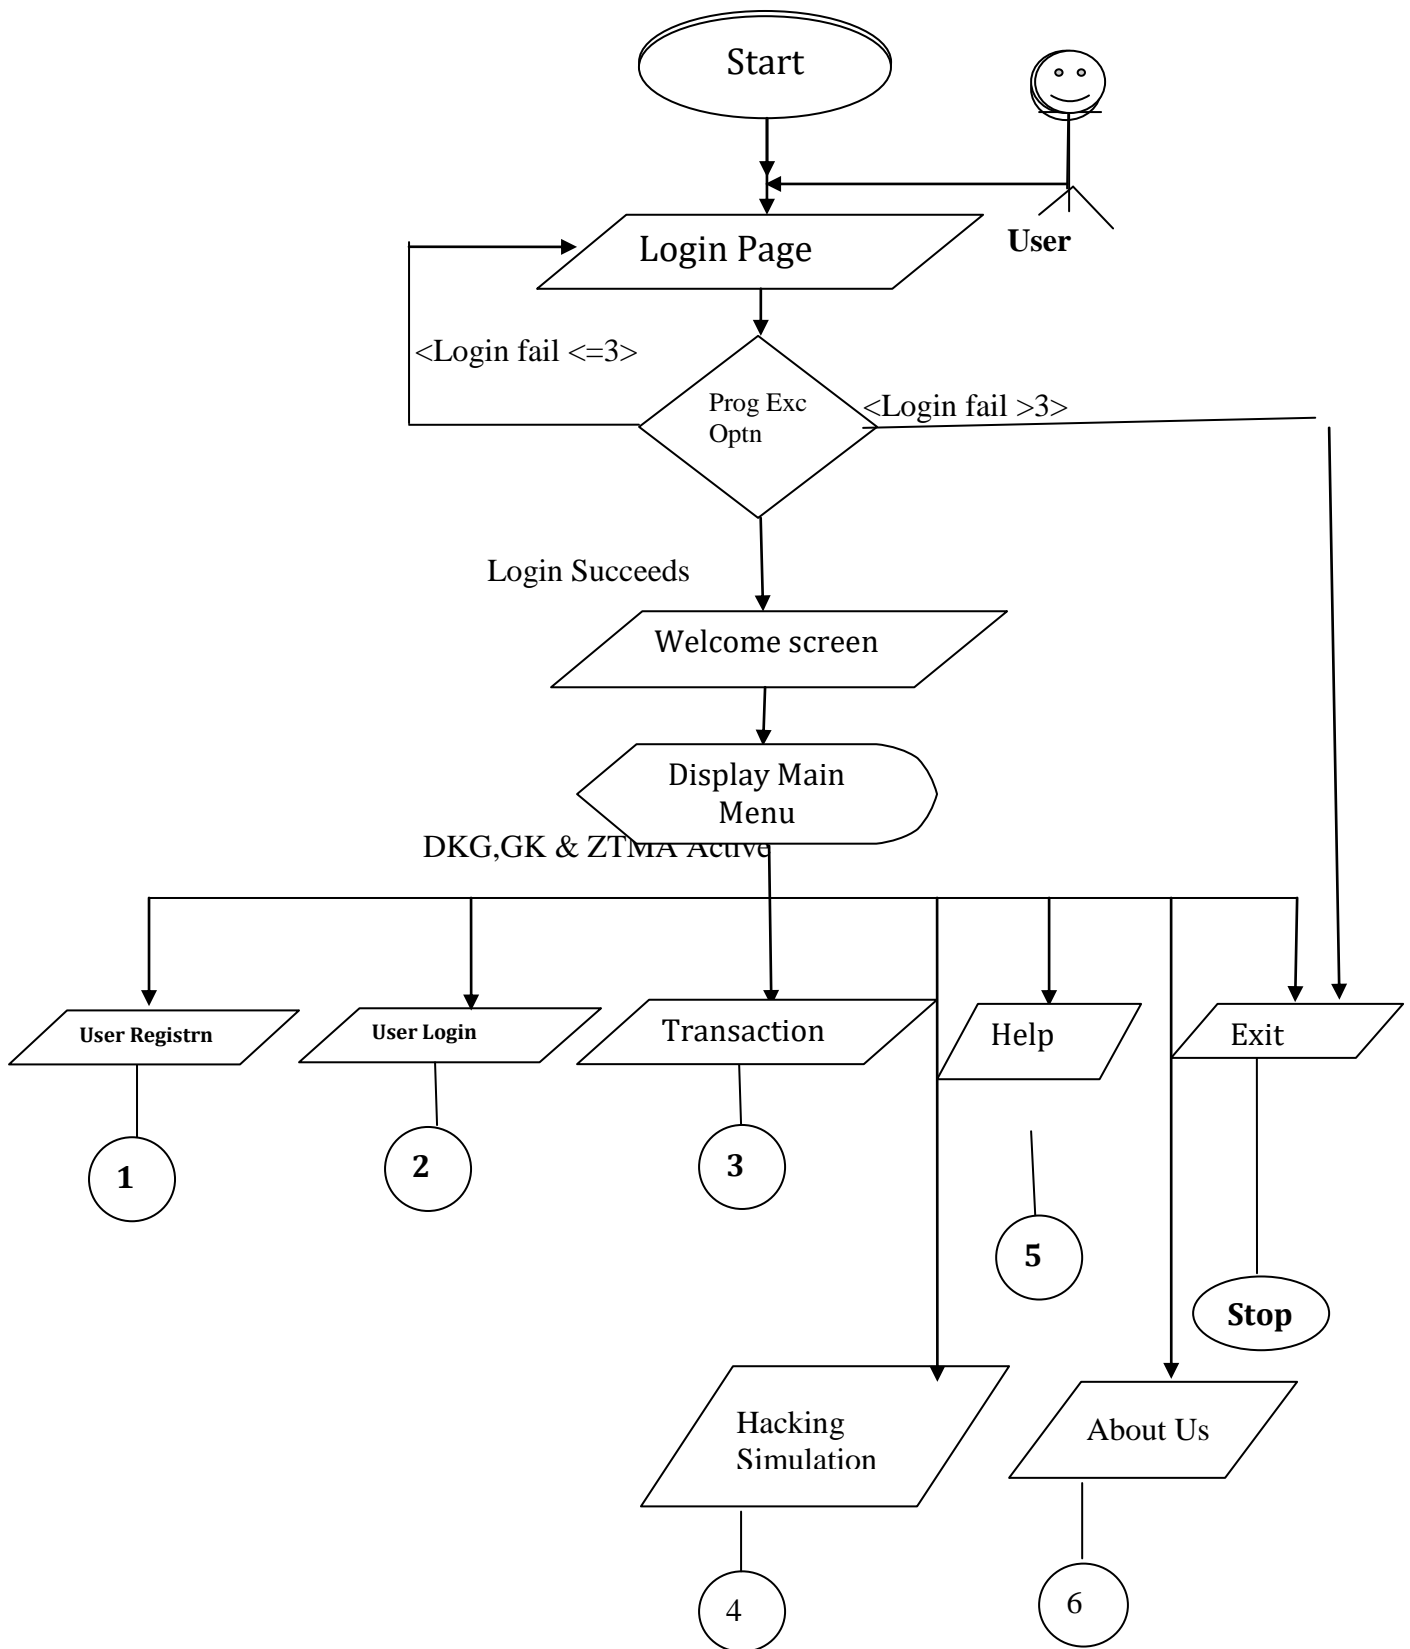 Start
User
Login Page
<Login fail <=3>
Prog Exc
Optn
<Login fail >3>
Login Succeeds
Welcome screen
Display Main
Menu
DKG,GK & ZTMA Active
User Registrn
User Login
Transaction
Help
Exit
1
2
3
5
Stop
Hacking
Simulation
About Us
4
6